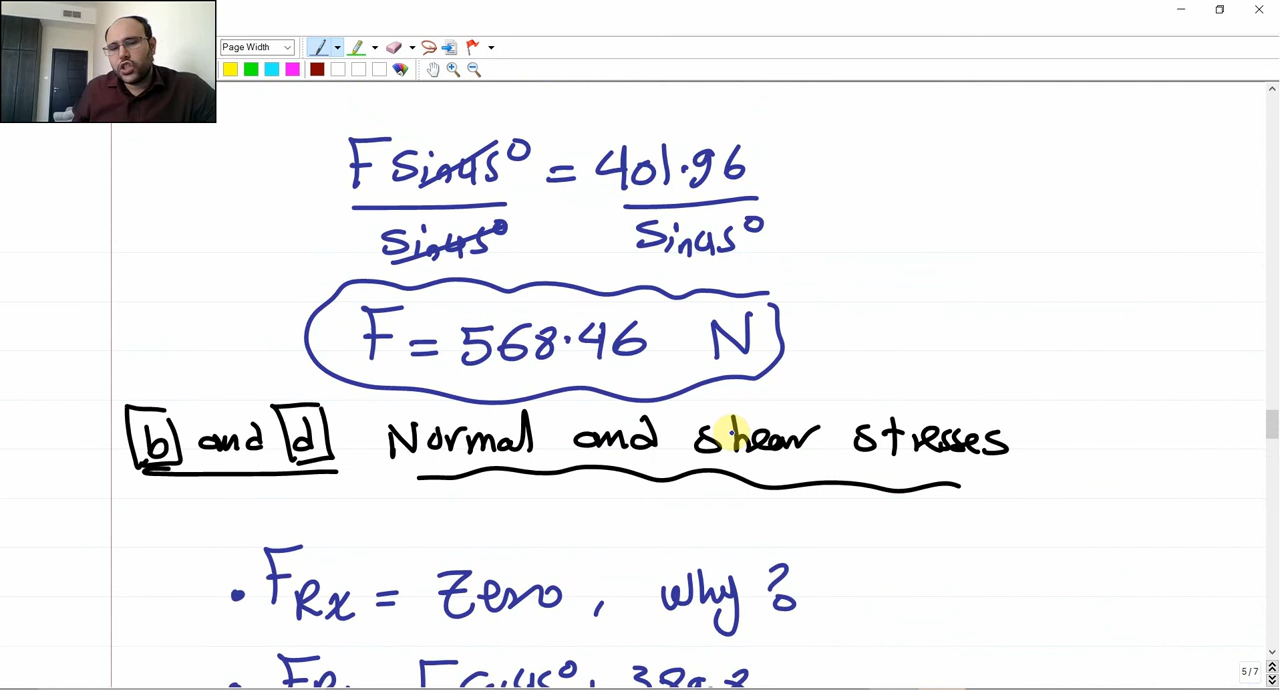 Page Width
F sin45° = 401.96
sin45° sin45°
F = 568.46 N
b and d Normal and shear stresses
• FRx = Zero, why?
5/7